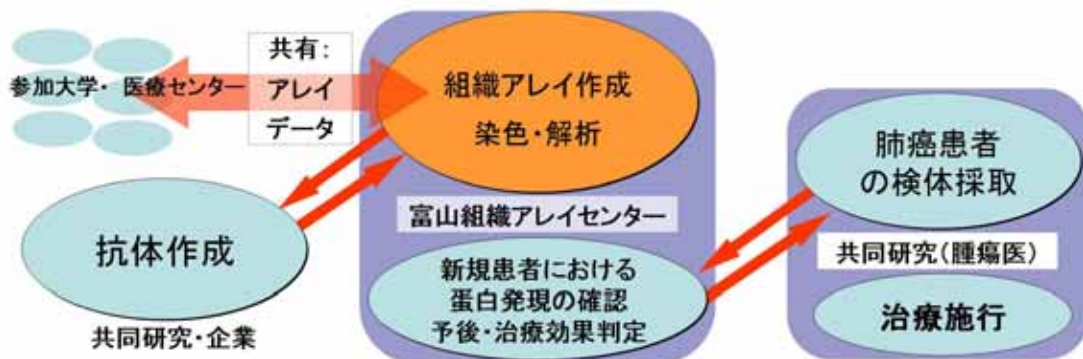 参加大学・ 医療センター
共有:
アレイ
データ
組織アレイ作成
染色・解析
富山組織アレイセンター
新規患者における
蛋白発現の確認
予後・治療効果判定
抗体作成
共同研究・企業
肺癌患者
の検体採取
共同研究(腫瘍医)
治療施行